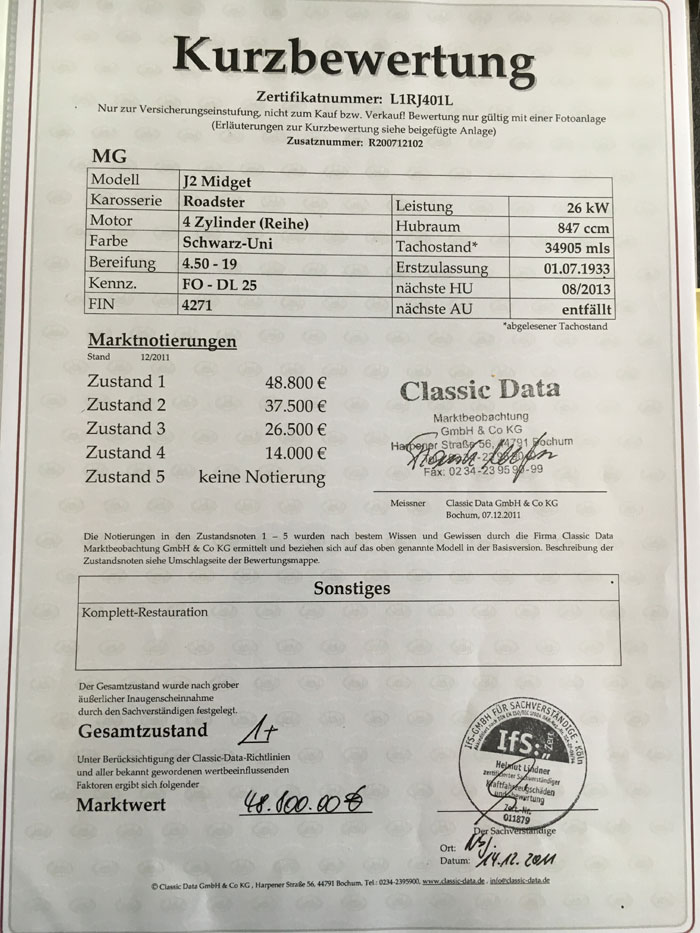 Kurzbewertung
Zertifikatnummer: L1RJ401L
Nur zur Versicherungseinstufung, nicht zum Kauf bzw. Verkauf! Bewertung nur gültig mit einer Fotoanlage
(Erläuterungen zur Kurzbewertung siehe beigefügte Anlage)
Zusatznummer: R200712102
MG
Modell J2 Midget
Karosserie Roadster Leistung 26 kW
Motor 4 Zylinder (Reihe) Hubraum 847 ccm
Farbe Schwarz-Uni Tachostand* 34905 mls
Bereifung 4.50 - 19 Erstzulassung 01.07.1933
Kennz. FO - DL 25 nächste HU 08/2013
FIN 4271 nächste AU entfällt
*abgelesener Tachostand
Marktnotierungen
Stand 12/2011
Zustand 1 48.800 €
Zustand 2 37.500 €
Zustand 3 26.500 €
Zustand 4 14.000 €
Zustand 5 keine Notierung
Classic Data
Marktbeobachtung
GmbH & Co KG
Harpener Straße 56, 44791 Bochum
Fax: 0234-23 95 90-99
Meissner Classic Data GmbH & Co KG
Bochum, 07.12.2011
Die Notierungen in den Zustandsnoten 1 – 5 wurden nach bestem Wissen und Gewissen durch die Firma Classic Data
Marktbeobachtung GmbH & Co KG ermittelt und beziehen sich auf das oben genannte Modell in der Basisversion. Beschreibung der
Zustandsnoten siehe Umschlagseite der Bewertungsmappe.
Sonstiges
Komplett-Restauration
Der Gesamtzustand wurde nach grober
äußerlicher Inaugenscheinnahme
durch den Sachverständigen festgelegt.
Gesamtzustand 1+
Unter Berücksichtigung der Classic-Data-Richtlinien
und aller bekannt gewordenen wertbeeinflussenden
Faktoren ergibt sich folgender
Marktwert 48.800.00 €
IfS-GMBH FÜR SACHVERSTÄNDIGE · Köln
IfS: Zert
Helmut Lindner
zertifizierter Sachverständiger
Kraftfahrzeugschäden
und -bewertung
Zert.-Nr.
011879
Der Sachverständige
Ort:
Datum: 14.12.2011
© Classic Data GmbH & Co KG , Harpener Straße 56, 44791 Bochum. Tel : 0234-2395900, www.classic-data.de , info@classic-data.de